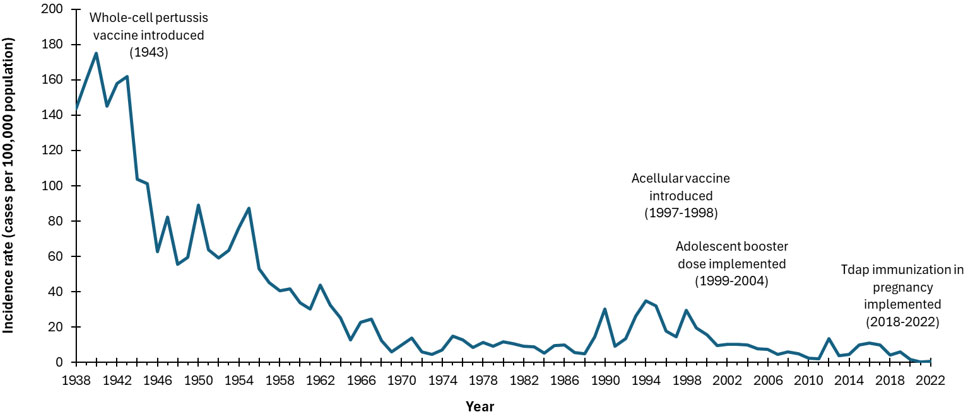 Whole-cell pertussis
vaccine introduced
(1943)
Acellular vaccine
introduced
(1997-1998)
Adolescent booster
dose implemented
(1999-2004)
Tdap immunization in
pregnancy
implemented
(2018-2022)
Incidence rate (cases per 100,000 population)
200
180
160
140
120
100
80
60
40
20
0
1938 1942 1946 1950 1954 1958 1962 1966 1970 1974 1978 1982 1986 1990 1994 1998 2002 2006 2010 2014 2018 2022
Year